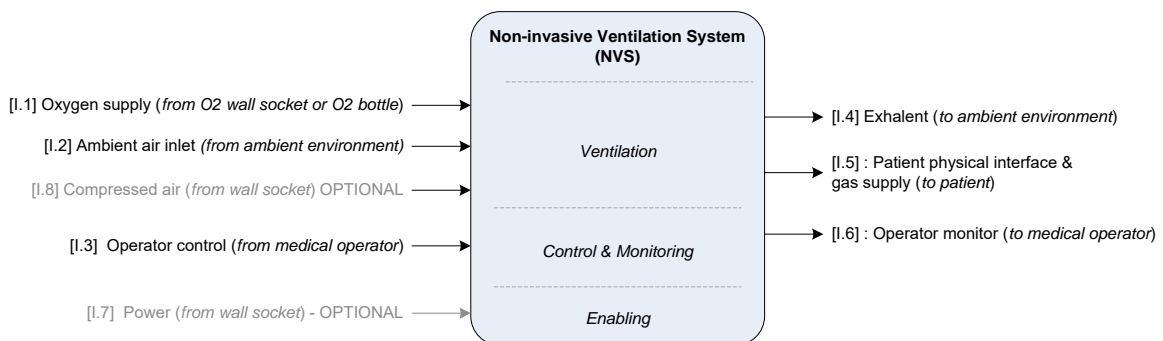 Non-invasive Ventilation System
(NVS)
[I.1] Oxygen supply (from O2 wall socket or O2 bottle)
[I.2] Ambient air inlet (from ambient environment)
[I.8] Compressed air (from wall socket) OPTIONAL
[I.3]  Operator control (from medical operator)
[I.7]  Power (from wall socket) - OPTIONAL
Ventilation
Control & Monitoring
Enabling
[I.4] Exhalent (to ambient environment)
[I.5] : Patient physical interface &
gas supply (to patient)
[I.6] : Operator monitor (to medical operator)